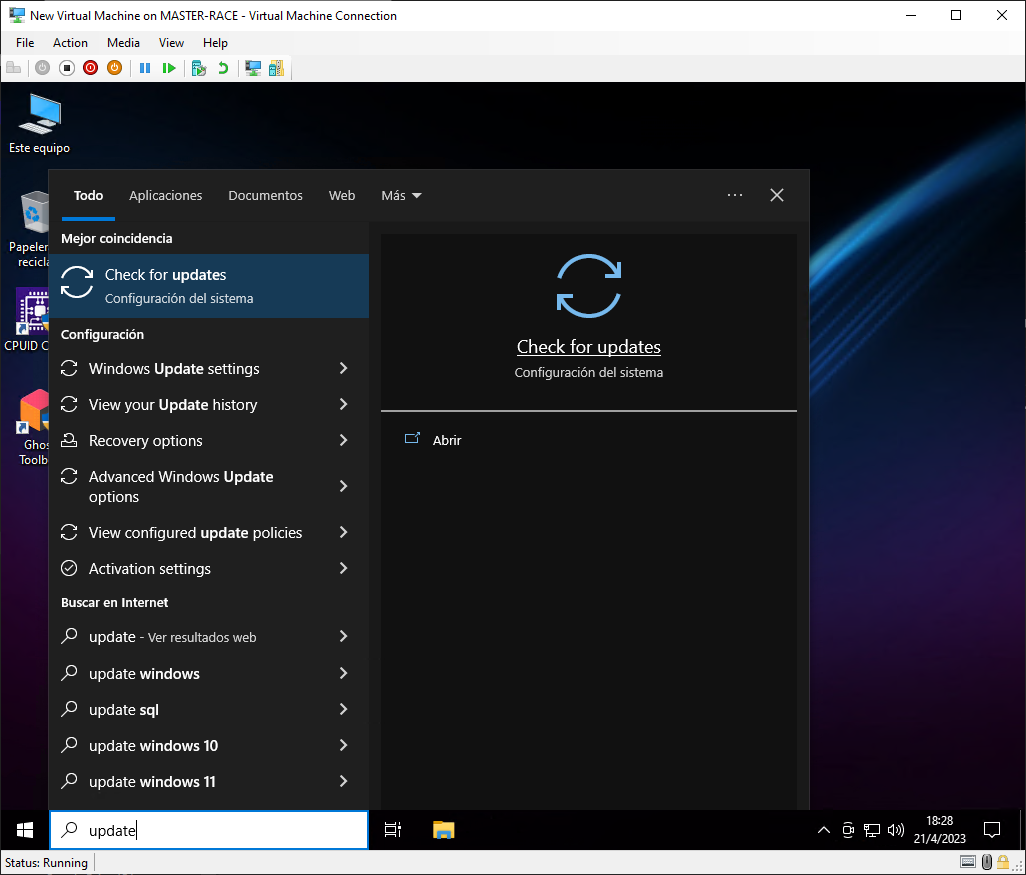 New Virtual Machine on MASTER-RACE - Virtual Machine Connection
File Action Media View Help
Este equipo
Papeler
recicla
CPUID C
Ghos
Toolb
Todo Aplicaciones Documentos Web Más
Mejor coincidencia
Check for updates
Configuración del sistema
Configuración
Windows Update settings
View your Update history
Recovery options
Advanced Windows Update
options
View configured update policies
Activation settings
Buscar en Internet
update - Ver resultados web
update windows
update sql
update windows 10
update windows 11
Check for updates
Configuración del sistema
Abrir
update
18:28
21/4/2023
Status: Running